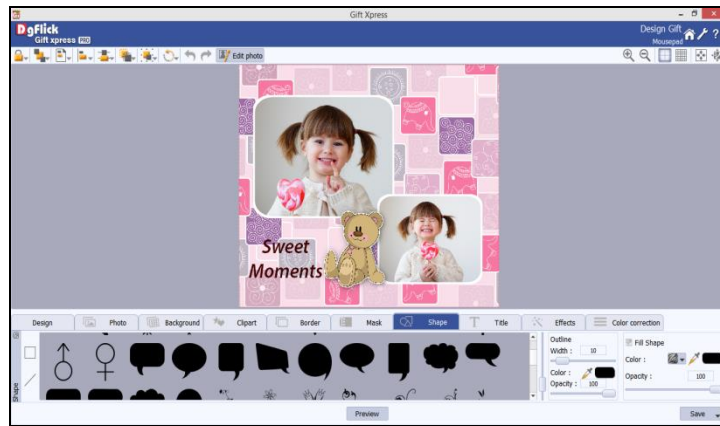 Gift Xpress
DgFlick
Gift xpress PRO
Design Gift
Mousepad
?
Edit photo
Sweet
Moments
Design
Photo
Background
Clipart
Border
Mask
Shape
T Title
Effects
Color correction
Shape
Outline
Width : 10
Color :
Opacity : 100
Fill Shape
Color :
Opacity : 100
Preview
Save